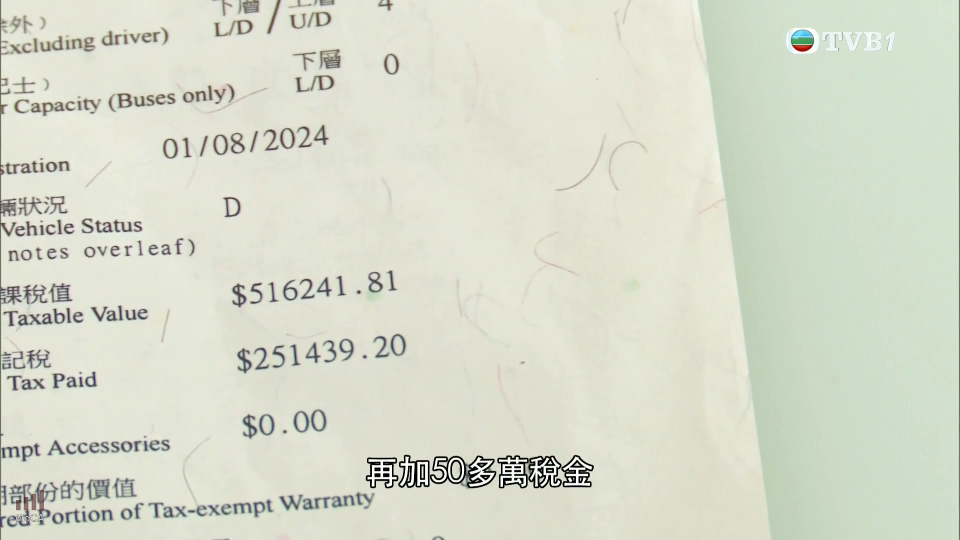 外）
下層 / 上層 4
Excluding driver) L/D / U/D
巴士） 下層 0
r Capacity (Buses only) L/D
stration 01/08/2024
輛狀況 D
Vehicle Status
notes overleaf)
課稅值 $516241.81
Taxable Value
記稅 $251439.20
Tax Paid
$0.00
mpt Accessories
部份的價值
red Portion of Tax-exempt Warranty
TVB1
再加50多萬稅金